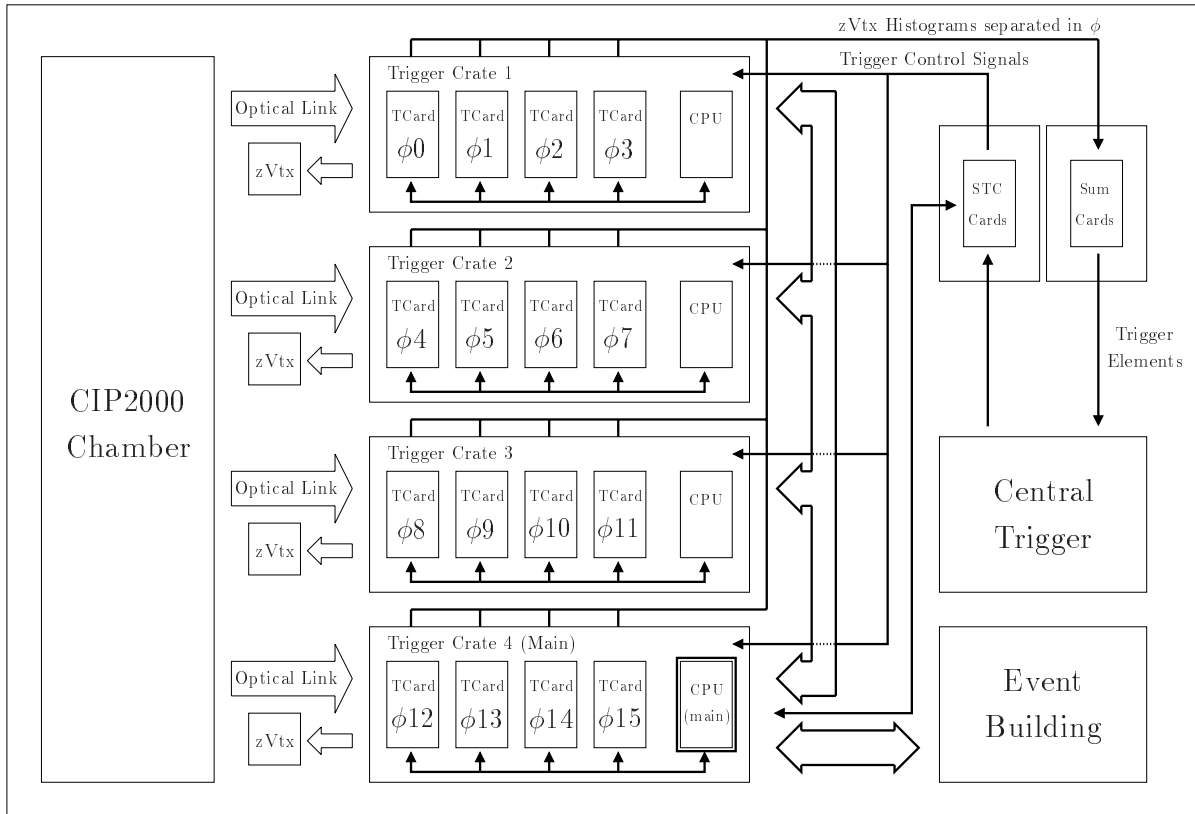 zVtx Histograms separated in ϕ
Trigger Control Signals
CIP2000
Chamber
Optical Link
zVtx
Trigger Crate 1
TCard
ϕ0
TCard
ϕ1
TCard
ϕ2
TCard
ϕ3
CPU
Optical Link
zVtx
Trigger Crate 2
TCard
ϕ4
TCard
ϕ5
TCard
ϕ6
TCard
ϕ7
CPU
Optical Link
zVtx
Trigger Crate 3
TCard
ϕ8
TCard
ϕ9
TCard
ϕ10
TCard
ϕ11
CPU
Optical Link
zVtx
Trigger Crate 4 (Main)
TCard
ϕ12
TCard
ϕ13
TCard
ϕ14
TCard
ϕ15
CPU
(main)
STC
Cards
Sum
Cards
Trigger
Elements
Central
Trigger
Event
Building